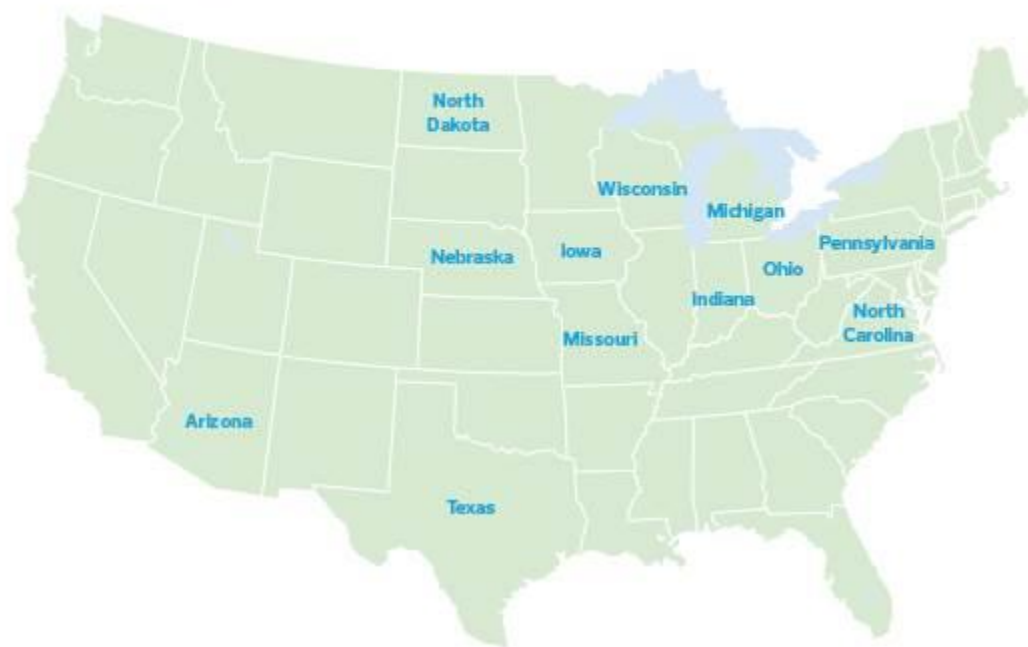 North
Dakota
Wisconsin
Michigan
Pennsylvania
Nebraska
Iowa
Ohio
Indiana
North
Carolina
Missouri
Arizona
Texas